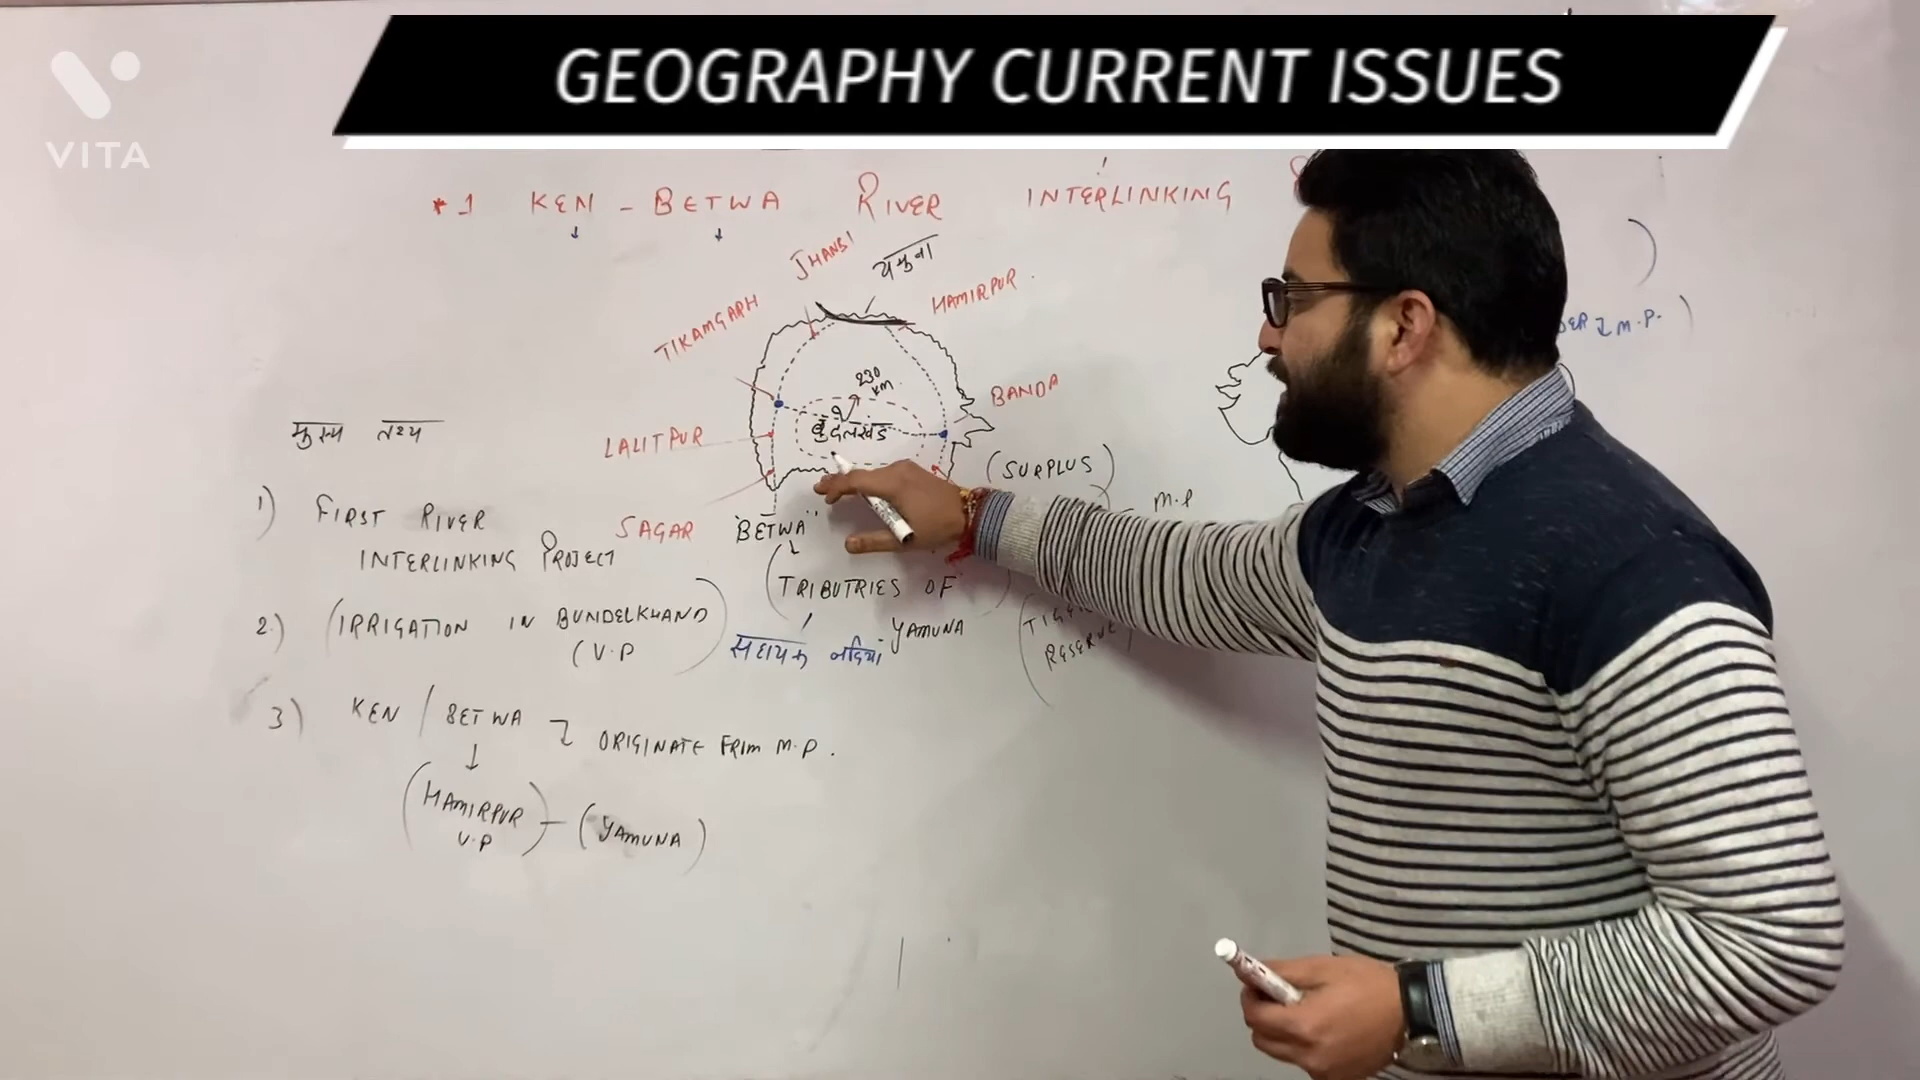 GEOGRAPHY CURRENT ISSUES
VITA
*1 KEN - BETWA RIVER INTERLINKING
JHANSI
यमुना
TIKAMGARH
HAMIRPUR
230
KM
BANDA
बुंदेलखंड
LALITPUR
मुख्य तथ्य
(SURPLUS)
M.P
M.P.
1) FIRST RIVER
INTERLINKING PROJECT
SAGAR
"BETWA"
(TRIBUTRIES OF
YAMUNA
सहायक नदियां
RESERVE
2.) (IRRIGATION IN BUNDELKHAND)
(U.P
3) KEN / BETWA ORIGINATE FRIM M.P.
(HAMIRPUR
U.P) - (YAMUNA)